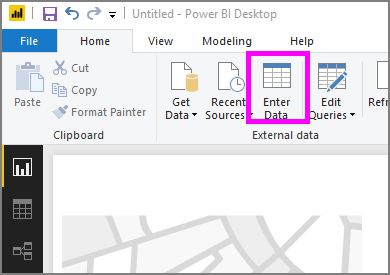 Untitled - Power BI Desktop
File Home View Modeling Help
Paste
Cut
Copy
Format Painter
Clipboard
Get Data
Recent Sources
Enter Data
Edit Queries
Refr
External data